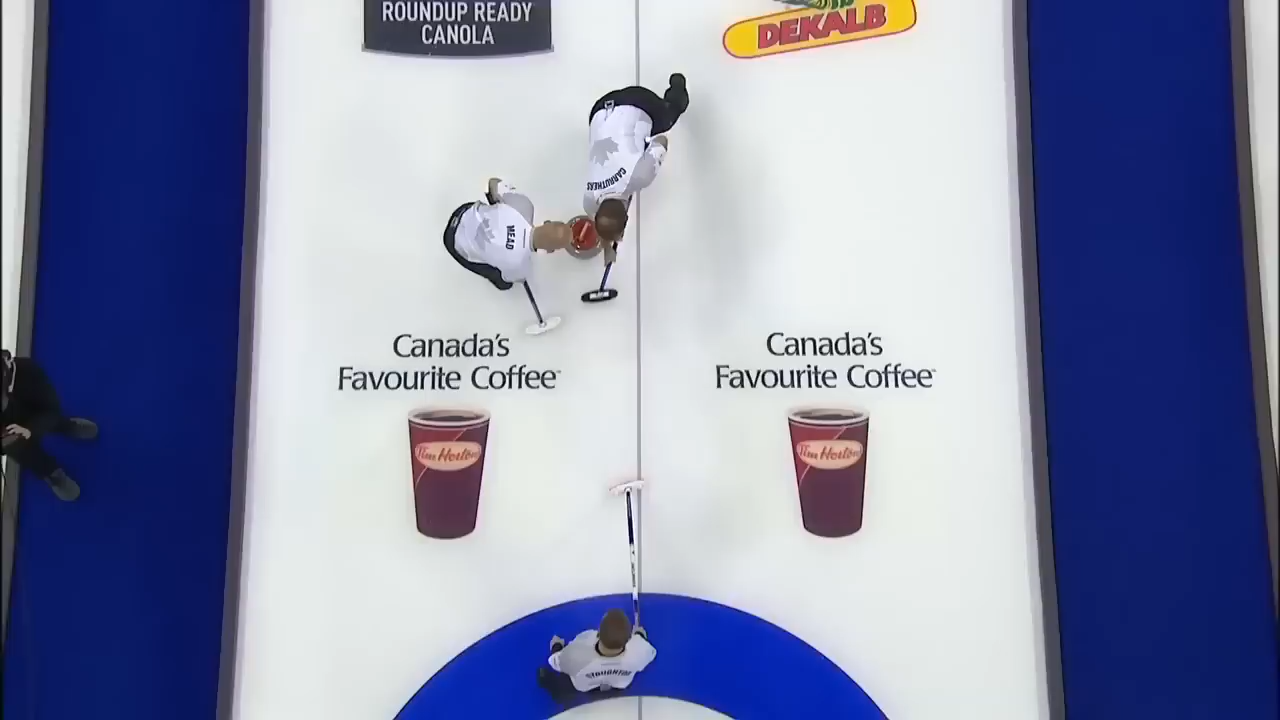 ROUNDUP READY
CANOLA
DEKALB
CARRUTHERS
MEAD
Canada's
Favourite Coffee
Canada's
Favourite Coffee
Tim Hortons
Tim Hortons